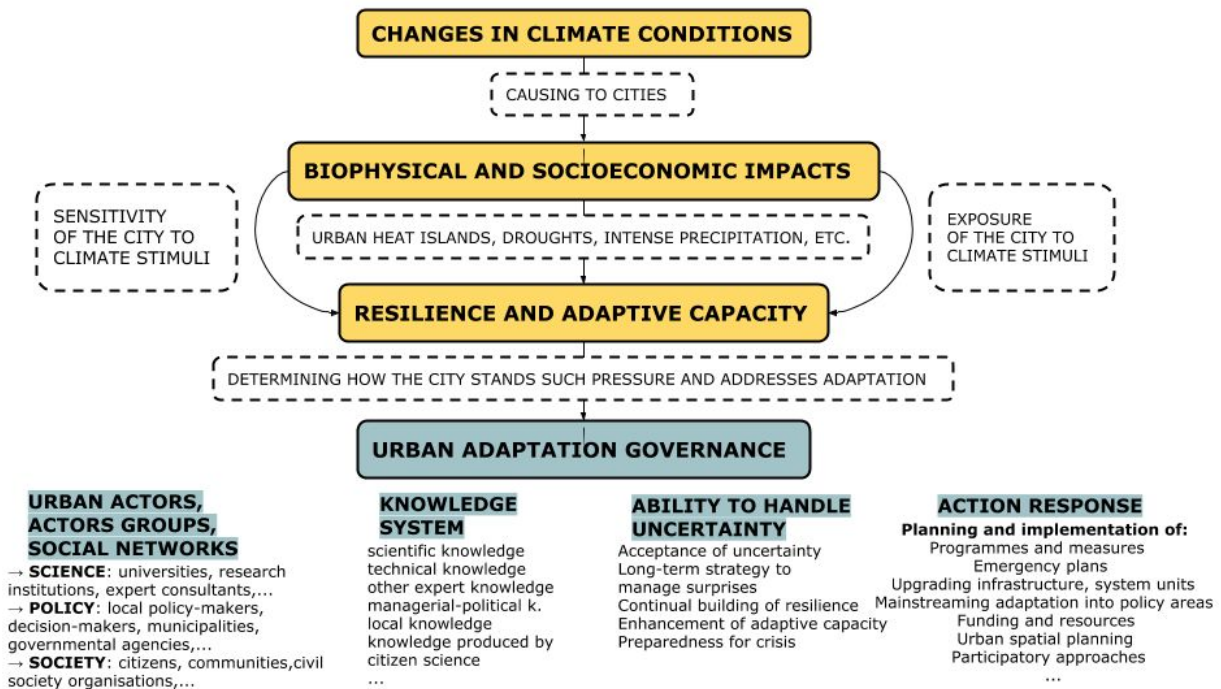 CHANGES IN CLIMATE CONDITIONS
CAUSING TO CITIES
BIOPHYSICAL AND SOCIOECONOMIC IMPACTS
SENSITIVITY
OF THE CITY TO
CLIMATE STIMULI
URBAN HEAT ISLANDS, DROUGHTS, INTENSE PRECIPITATION, ETC.
EXPOSURE
OF THE CITY TO
CLIMATE STIMULI
RESILIENCE AND ADAPTIVE CAPACITY
DETERMINING HOW THE CITY STANDS SUCH PRESSURE AND ADDRESSES ADAPTATION
URBAN ADAPTATION GOVERNANCE
URBAN ACTORS,
ACTORS GROUPS,
SOCIAL NETWORKS
→ SCIENCE: universities, research
institutions, expert consultants,...
→ POLICY: local policy-makers,
decision-makers, municipalities,
governmental agencies,...
→ SOCIETY: citizens, communities,civil
society organisations,...
KNOWLEDGE
SYSTEM
scientific knowledge
technical knowledge
other expert knowledge
managerial-political k.
local knowledge
knowledge produced by
citizen science
...
ABILITY TO HANDLE
UNCERTAINTY
Acceptance of uncertainty
Long-term strategy to
manage surprises
Continual building of resilience
Enhancement of adaptive capacity
Preparedness for crisis
ACTION RESPONSE
Planning and implementation of:
Programmes and measures
Emergency plans
Upgrading infrastructure, system units
Mainstreaming adaptation into policy areas
Funding and resources
Urban spatial planning
Participatory approaches
...